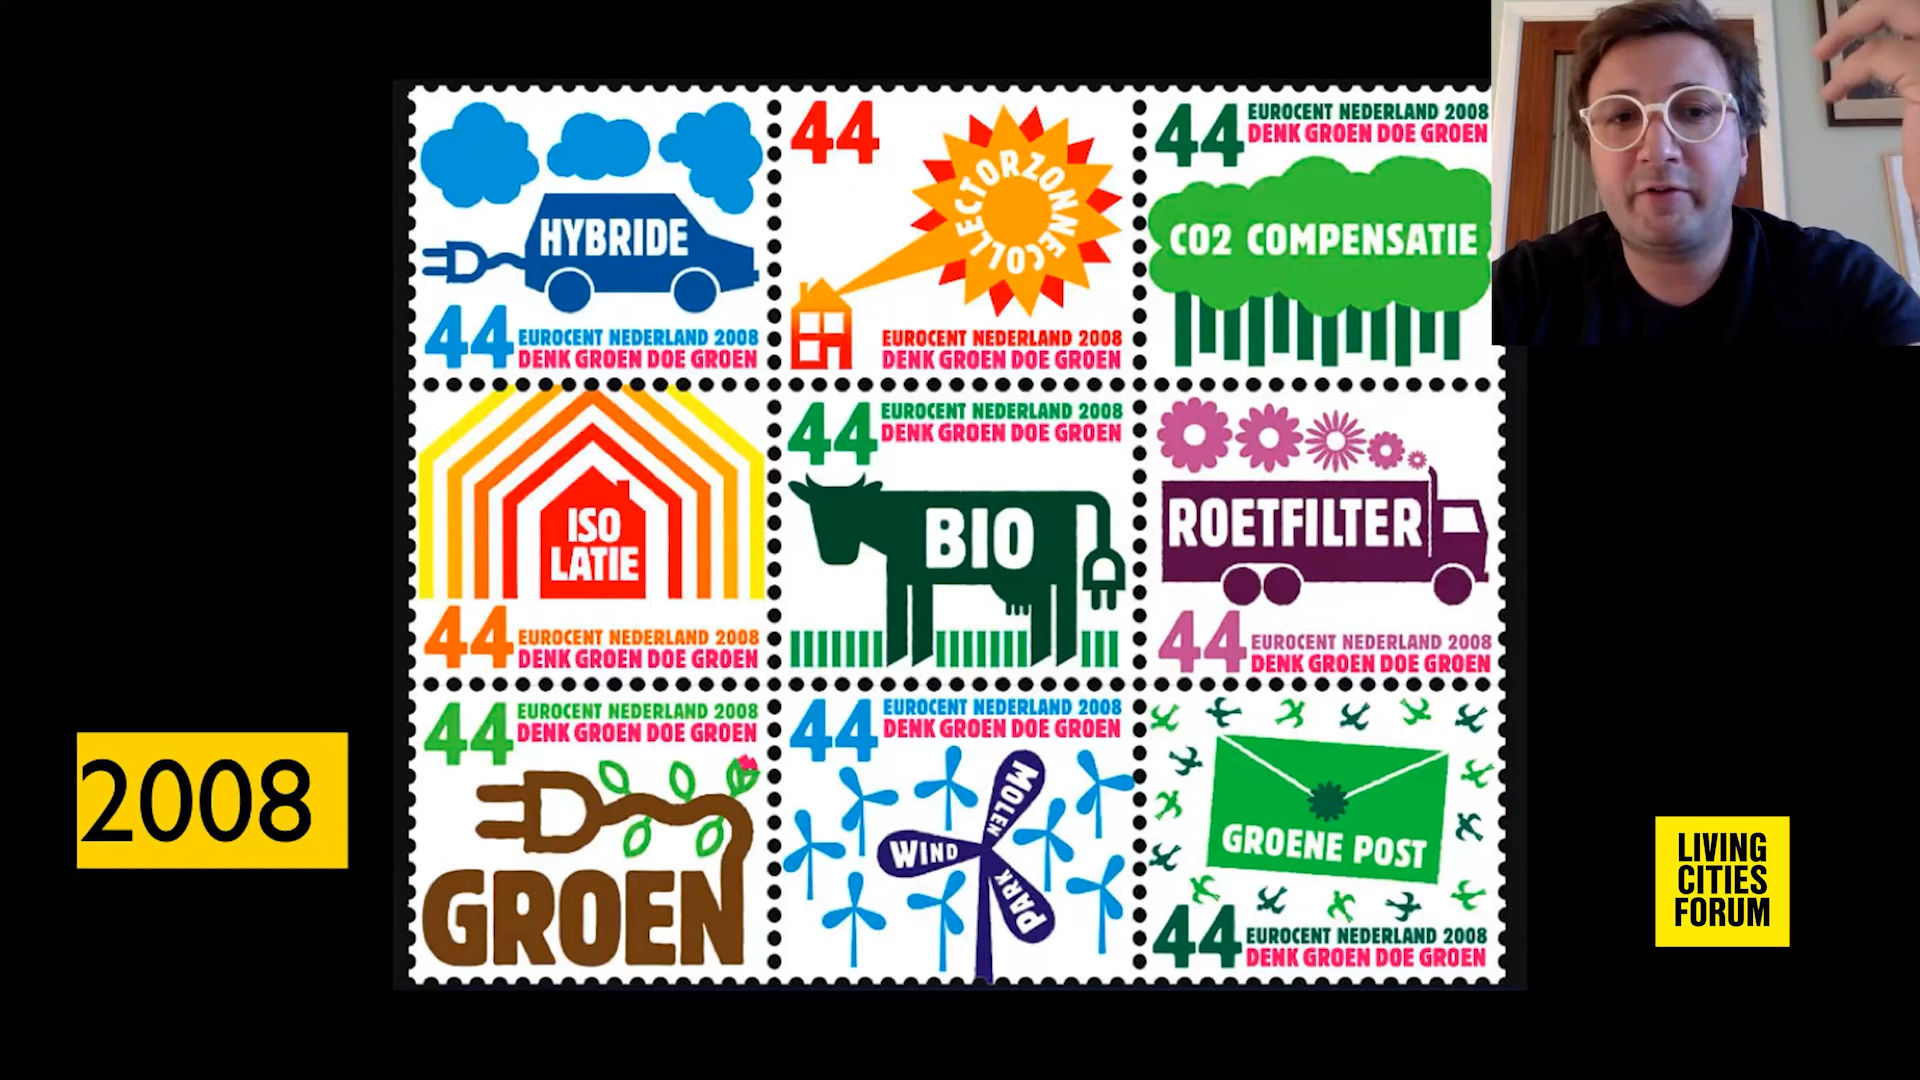 HYBRIDE
44 EUROCENT NEDERLAND 2008
DENK GROEN DOE GROEN
44
ZONNECOLLECTOR
EUROCENT NEDERLAND 2008
DENK GROEN DOE GROEN
44 EUROCENT NEDERLAND 2008
DENK GROEN DOE GROEN
CO2 COMPENSATIE
ISO
LATIE
44 EUROCENT NEDERLAND 2008
DENK GROEN DOE GROEN
44 EUROCENT NEDERLAND 2008
DENK GROEN DOE GROEN
BIO
ROETFILTER
44 EUROCENT NEDERLAND 2008
DENK GROEN DOE GROEN
44 EUROCENT NEDERLAND 2008
DENK GROEN DOE GROEN
GROEN
44 EUROCENT NEDERLAND 2008
DENK GROEN DOE GROEN
WIND
MOLEN
PARK
GROENE POST
44 EUROCENT NEDERLAND 2008
DENK GROEN DOE GROEN
2008
LIVING
CITIES
FORUM